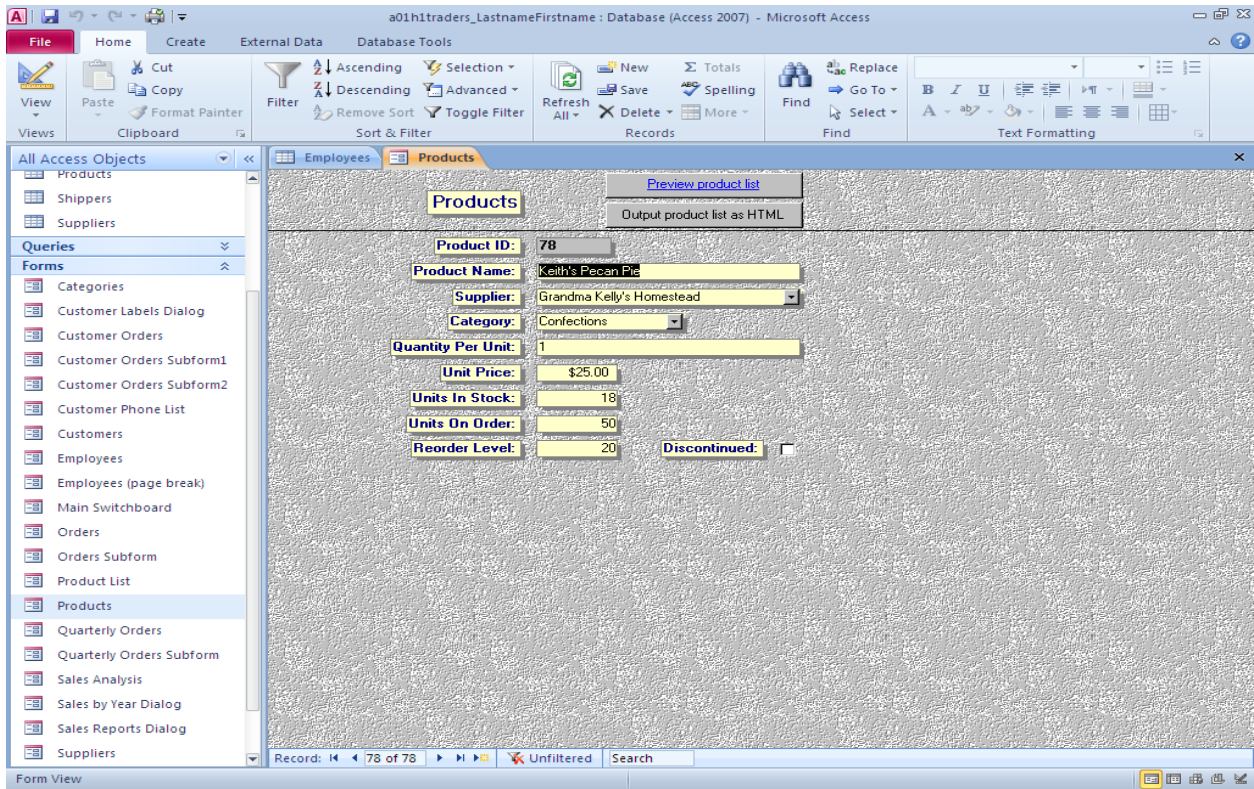 a01h1traders_LastnameFirstname : Database (Access 2007) - Microsoft Access
File Home Create External Data Database Tools
View
Views
Paste
Cut
Copy
Format Painter
Clipboard
Filter
Ascending
Descending
Remove Sort
Selection
Advanced
Toggle Filter
Sort & Filter
Refresh All
New
Save
Delete
Totals
Spelling
More
Records
Find
Replace
Go To
Select
Find
B I U
A
Text Formatting
All Access Objects
Products
Shippers
Suppliers
Queries
Forms
Categories
Customer Labels Dialog
Customer Orders
Customer Orders Subform1
Customer Orders Subform2
Customer Phone List
Customers
Employees
Employees (page break)
Main Switchboard
Orders
Orders Subform
Product List
Products
Quarterly Orders
Quarterly Orders Subform
Sales Analysis
Sales by Year Dialog
Sales Reports Dialog
Suppliers
Employees Products
Products
Preview product list
Output product list as HTML
Product ID: 78
Product Name: Keith's Pecan Pie
Supplier: Grandma Kelly's Homestead
Category: Confections
Quantity Per Unit: 1
Unit Price: $25.00
Units In Stock: 18
Units On Order: 50
Reorder Level: 20 Discontinued:
Record: 78 of 78 Unfiltered Search
Form View